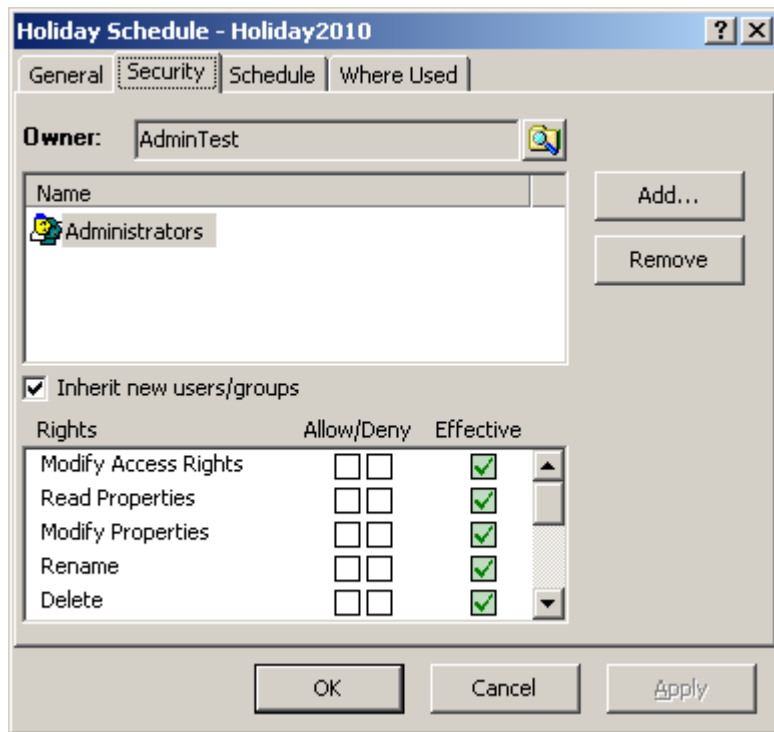 Holiday Schedule - Holiday2010
General Security Schedule Where Used
Owner: AdminTest
Name
Add...
Administrators
Remove
Inherit new users/groups
Rights Allow/Deny Effective
Modify Access Rights
Read Properties
Modify Properties
Rename
Delete
OK Cancel Apply